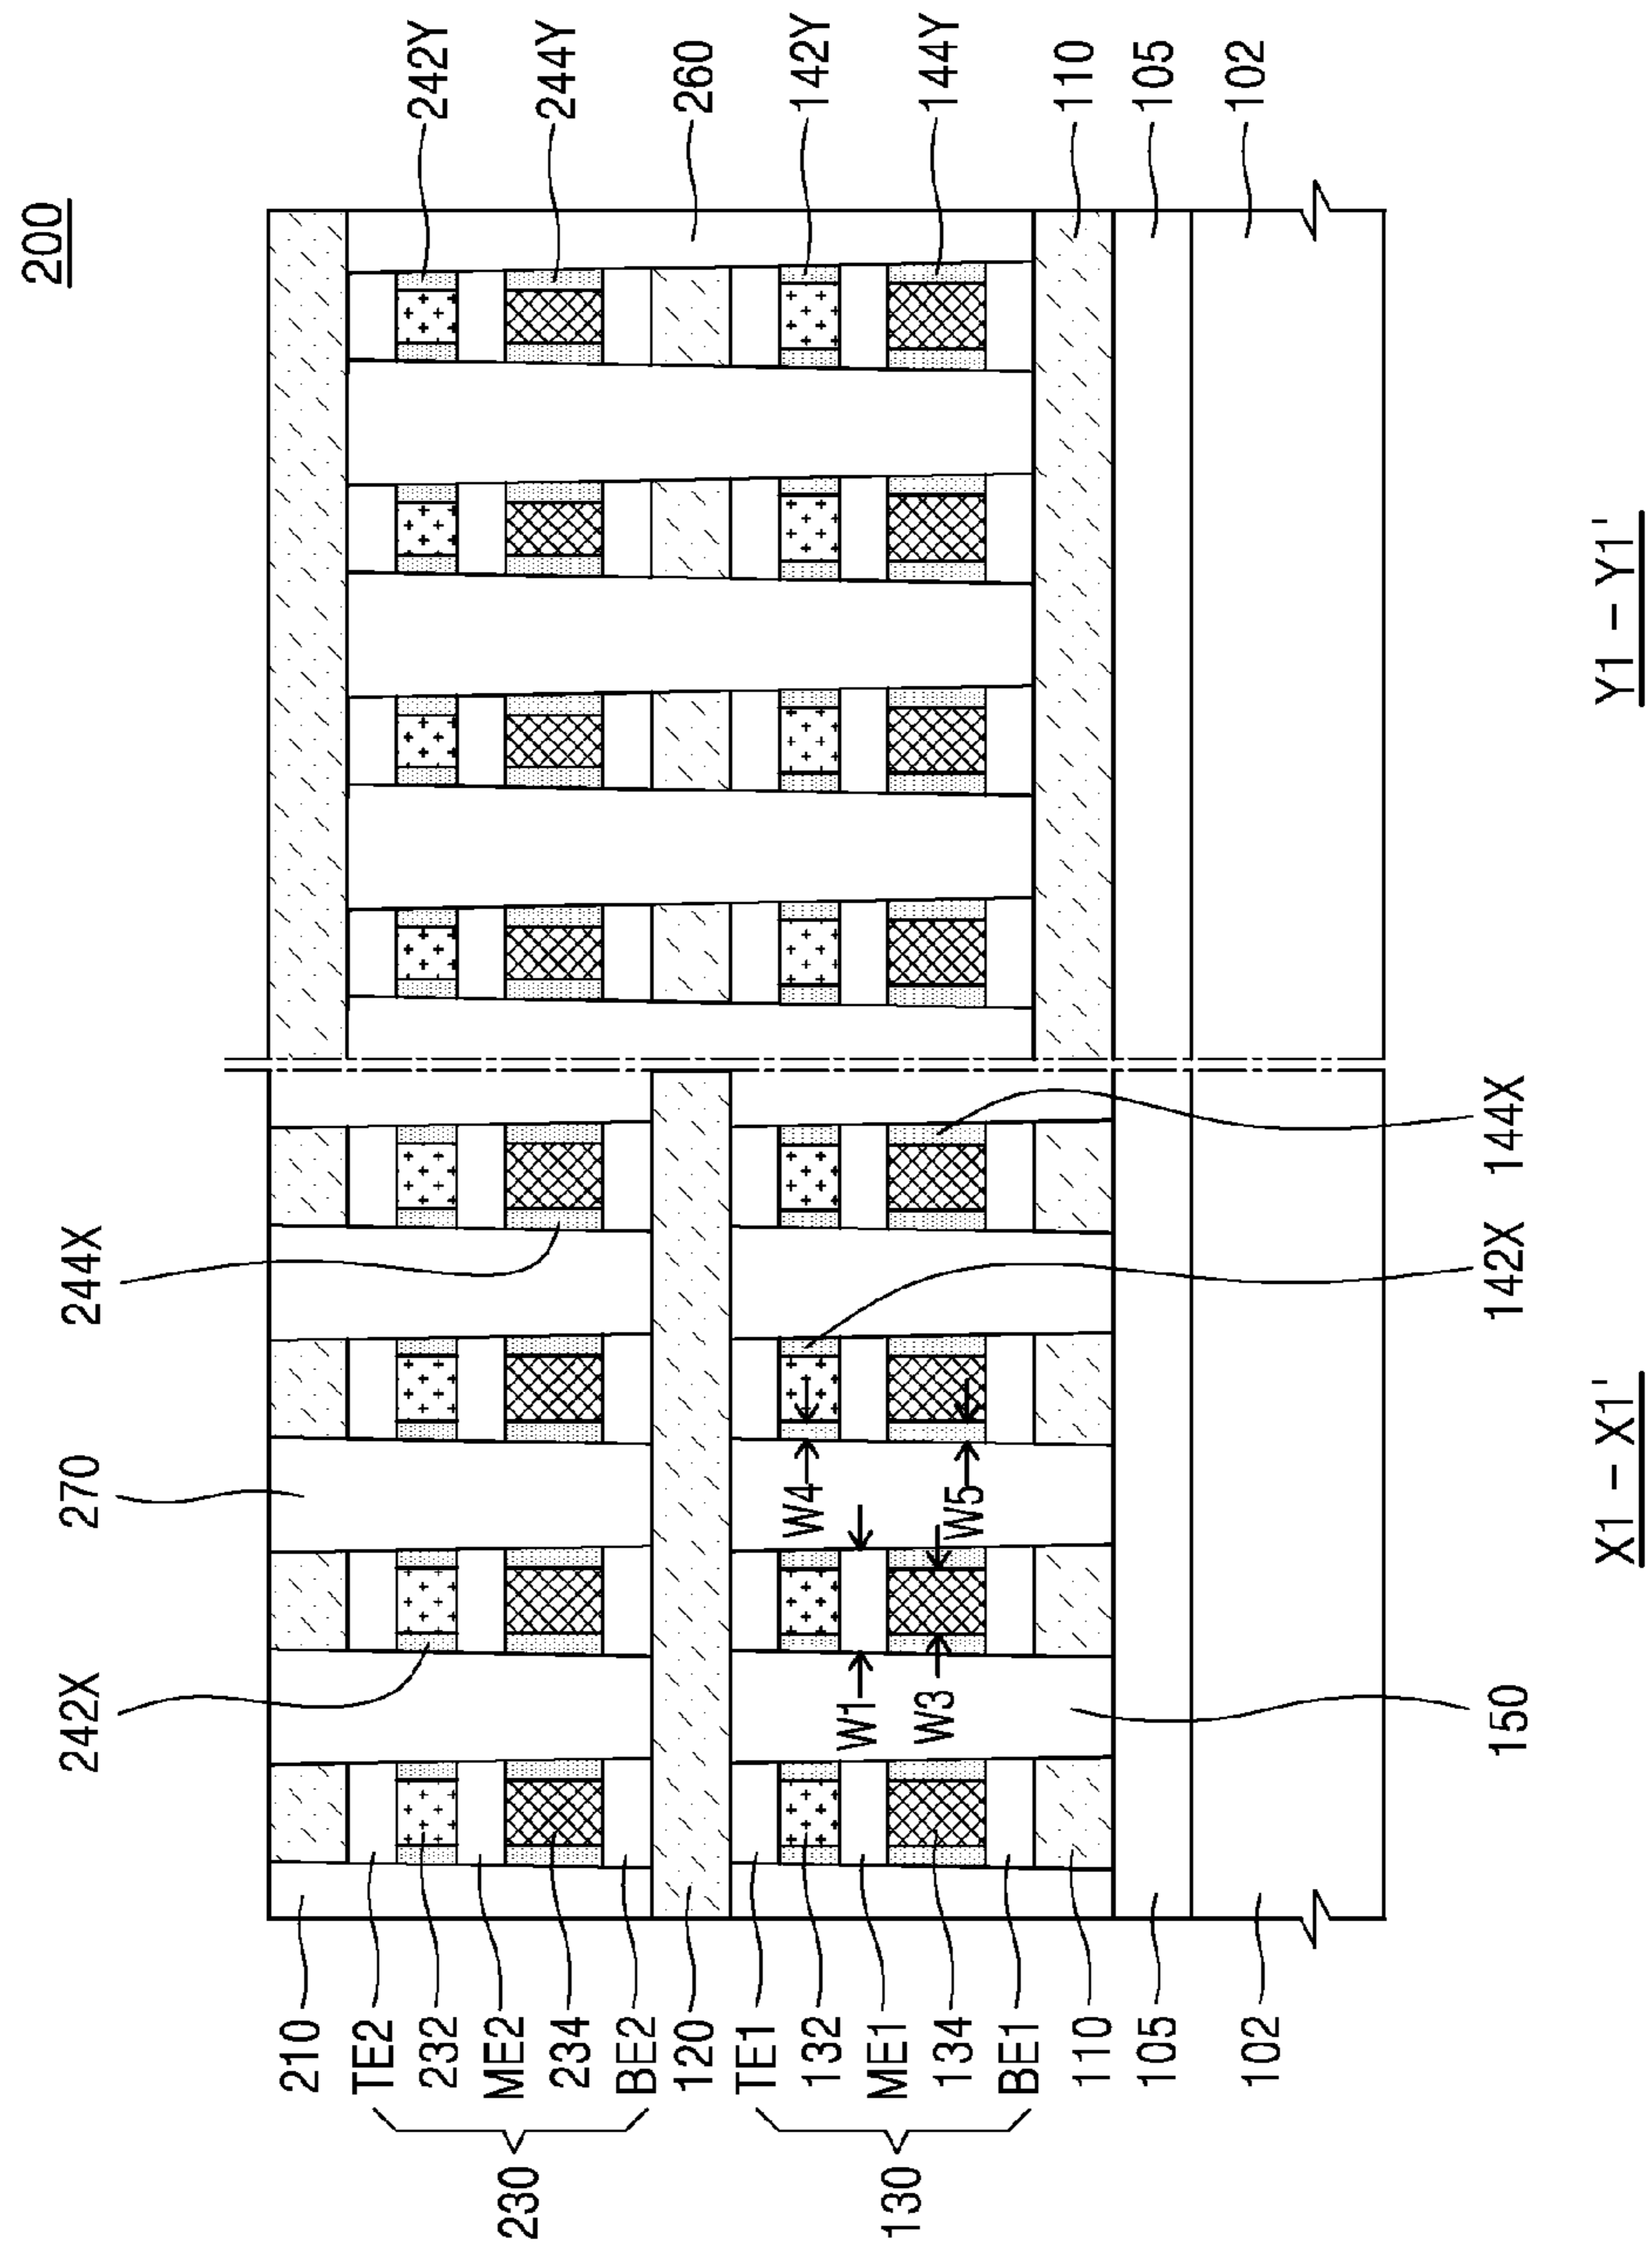 200
242X
270
244X
210
TE2
232
ME2
234
BE2
230
120
TE1
132
ME1
134
BE1
130
110
105
102
W1
W3
W4
W5
242Y
244Y
260
142Y
144Y
110
105
102
150
142X
144X
X1 - X1'
Y1 - Y1'